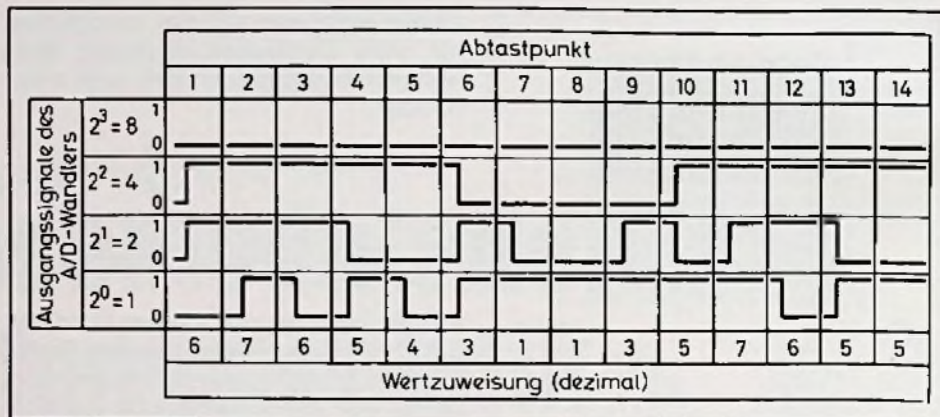 Abtastpunkt
1 2 3 4 5 6 7 8 9 10 11 12 13 14
Ausgangssignale des
A/D-Wandlers
2³=8 1 0
2²=4 1 0
2¹=2 1 0
2⁰=1 1 0
6 7 6 5 4 3 1 1 3 5 7 6 5 5
Wertzuweisung (dezimal)